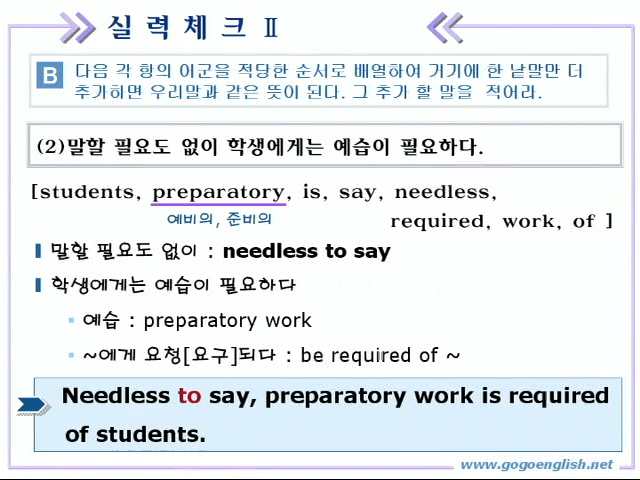 실 력 체 크 Ⅱ
B 다음 각 항의 어군을 적당한 순서로 배열하여 거기에 한 낱말만 더
추가하면 우리말과 같은 뜻이 된다. 그 추가 할 말을 적어라.
(2)말할 필요도 없이 학생에게는 예습이 필요하다.
[students, preparatory, is, say, needless,
예비의, 준비의
required, work, of ]
말할 필요도 없이 : needless to say
학생에게는 예습이 필요하다
예습 : preparatory work
~에게 요청[요구]되다 : be required of ~
Needless to say, preparatory work is required
of students.
www.gogoenglish.net